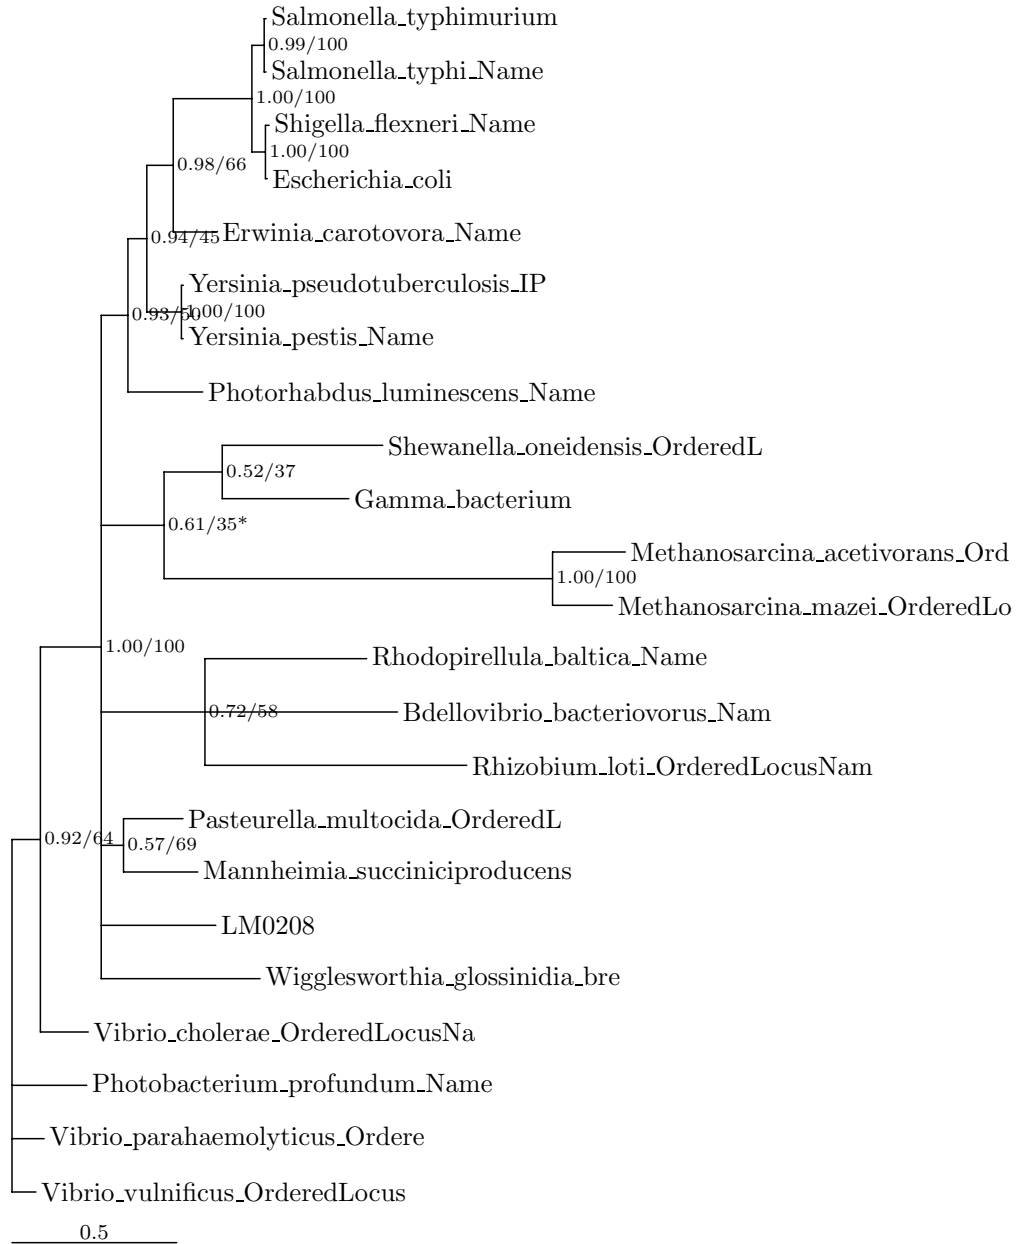 Salmonella_typhimurium
0.99/100
Salmonella_typhi_Name
1.00/100
Shigella_flexneri_Name
1.00/100
0.98/66
Escherichia_coli
Erwinia_carotovora_Name
0.94/45
Yersinia_pseudotuberculosis_IP
0.93/50
1.00/100
Yersinia_pestis_Name
Photorhabdus_luminescens_Name
Shewanella_oneidensis_OrderedL
0.52/37
Gamma_bacterium
0.61/35*
Methanosarcina_acetivorans_Ord
1.00/100
Methanosarcina_mazei_OrderedLo
1.00/100
Rhodopirellula_baltica_Name
0.72/58
Bdellovibrio_bacteriovorus_Nam
Rhizobium_loti_OrderedLocusNam
Pasteurella_multocida_OrderedL
0.92/64
0.57/69
Mannheimia_succiniciproducens
LM0208
Wigglesworthia_glossinidia_bre
Vibrio_cholerae_OrderedLocusNa
Photobacterium_profundum_Name
Vibrio_parahaemolyticus_Ordere
Vibrio_vulnificus_OrderedLocus
0.5